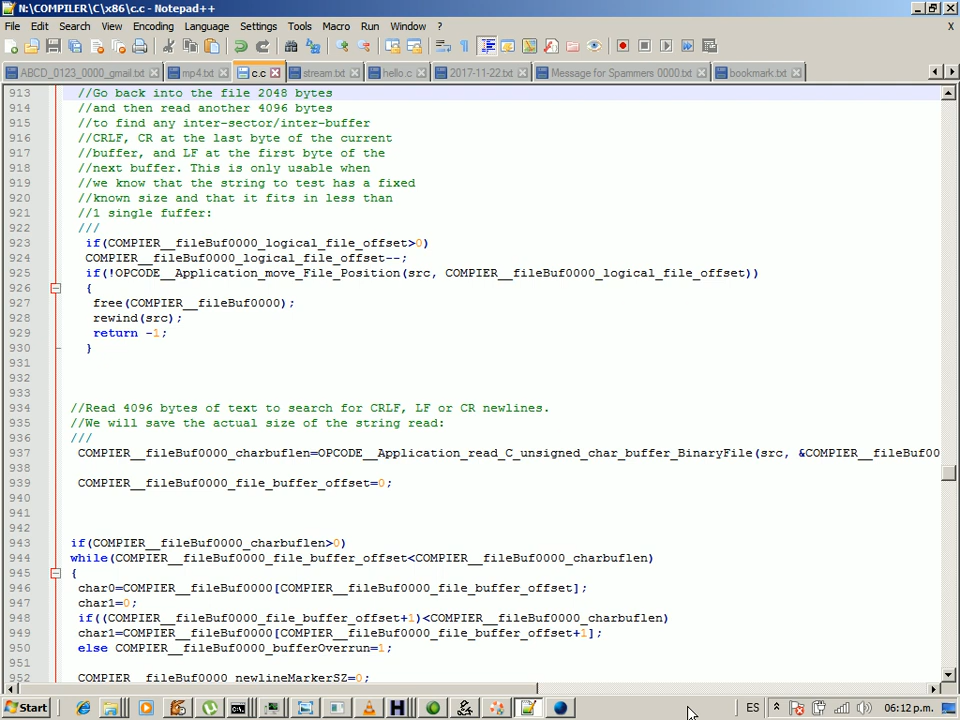 N:\COMPILER\C\x86\c.c - Notepad++
File Edit Search View Encoding Language Settings Tools Macro Run Window ? X
ABCD_0123_0000_gmail.txt mp4.txt c.c stream.txt hello.c 2017-11-22.txt Message for Spammers 0000.txt bookmark.txt
913 //Go back into the file 2048 bytes
914 //and then read another 4096 bytes
915 //to find any inter-sector/inter-buffer
916 //CRLF, CR at the last byte of the current
917 //buffer, and LF at the first byte of the
918 //next buffer. This is only usable when
919 //we know that the string to test has a fixed
920 //known size and that it fits in less than
921 //1 single fuffer:
922 ///
923 if(COMPIER__fileBuf0000_logical_file_offset>0)
924 COMPIER__fileBuf0000_logical_file_offset--;
925 if(!OPCODE__Application_move_File_Position(src, COMPIER__fileBuf0000_logical_file_offset))
926 {
927 free(COMPIER__fileBuf0000);
928 rewind(src);
929 return -1;
930 }
931
932
933
934 //Read 4096 bytes of text to search for CRLF, LF or CR newlines.
935 //We will save the actual size of the string read:
936 ///
937 COMPIER__fileBuf0000_charbuflen=OPCODE__Application_read_C_unsigned_char_buffer_BinaryFile(src, &COMPIER__fileBuf00
938
939 COMPIER__fileBuf0000_file_buffer_offset=0;
940
941
942
943 if(COMPIER__fileBuf0000_charbuflen>0)
944 while(COMPIER__fileBuf0000_file_buffer_offset<COMPIER__fileBuf0000_charbuflen)
945 {
946 char0=COMPIER__fileBuf0000[COMPIER__fileBuf0000_file_buffer_offset];
947 char1=0;
948 if((COMPIER__fileBuf0000_file_buffer_offset+1)<COMPIER__fileBuf0000_charbuflen)
949 char1=COMPIER__fileBuf0000[COMPIER__fileBuf0000_file_buffer_offset+1];
950 else COMPIER__fileBuf0000_bufferOverrun=1;
951
952 COMPIER__fileBuf0000_newlineMarkerSZ=0;
Start ES 06:12 p.m.